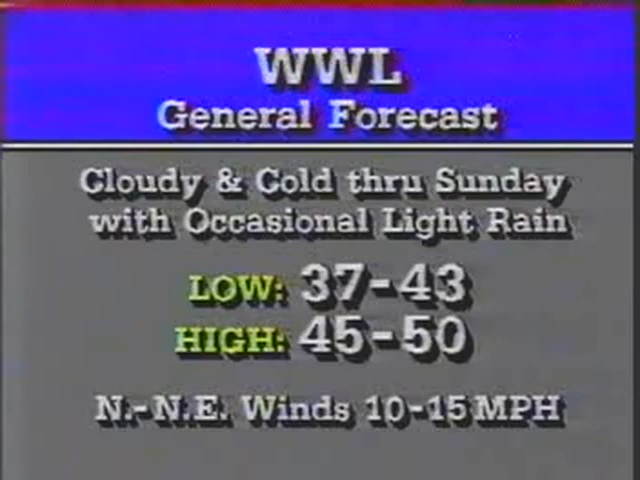 WWL
General Forecast
Cloudy & Cold thru Sunday
with Occasional Light Rain
LOW: 37-43
HIGH: 45-50
N.-N.E. Winds 10-15 MPH